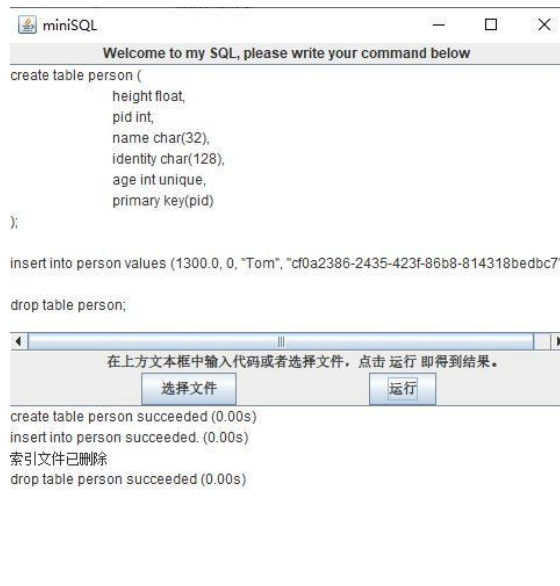 miniSQL
Welcome to my SQL, please write your command below
create table person (
height float,
pid int,
name char(32),
identity char(128),
age int unique,
primary key(pid)
);
insert into person values (1300.0, 0, "Tom", "cf0a2386-2435-423f-86b8-814318bedbc7"
drop table person;
在上方文本框中输入代码或者选择文件，点击 运行 即得到结果。
选择文件 运行
create table person succeeded (0.00s)
insert into person succeeded. (0.00s)
索引文件已删除
drop table person succeeded (0.00s)